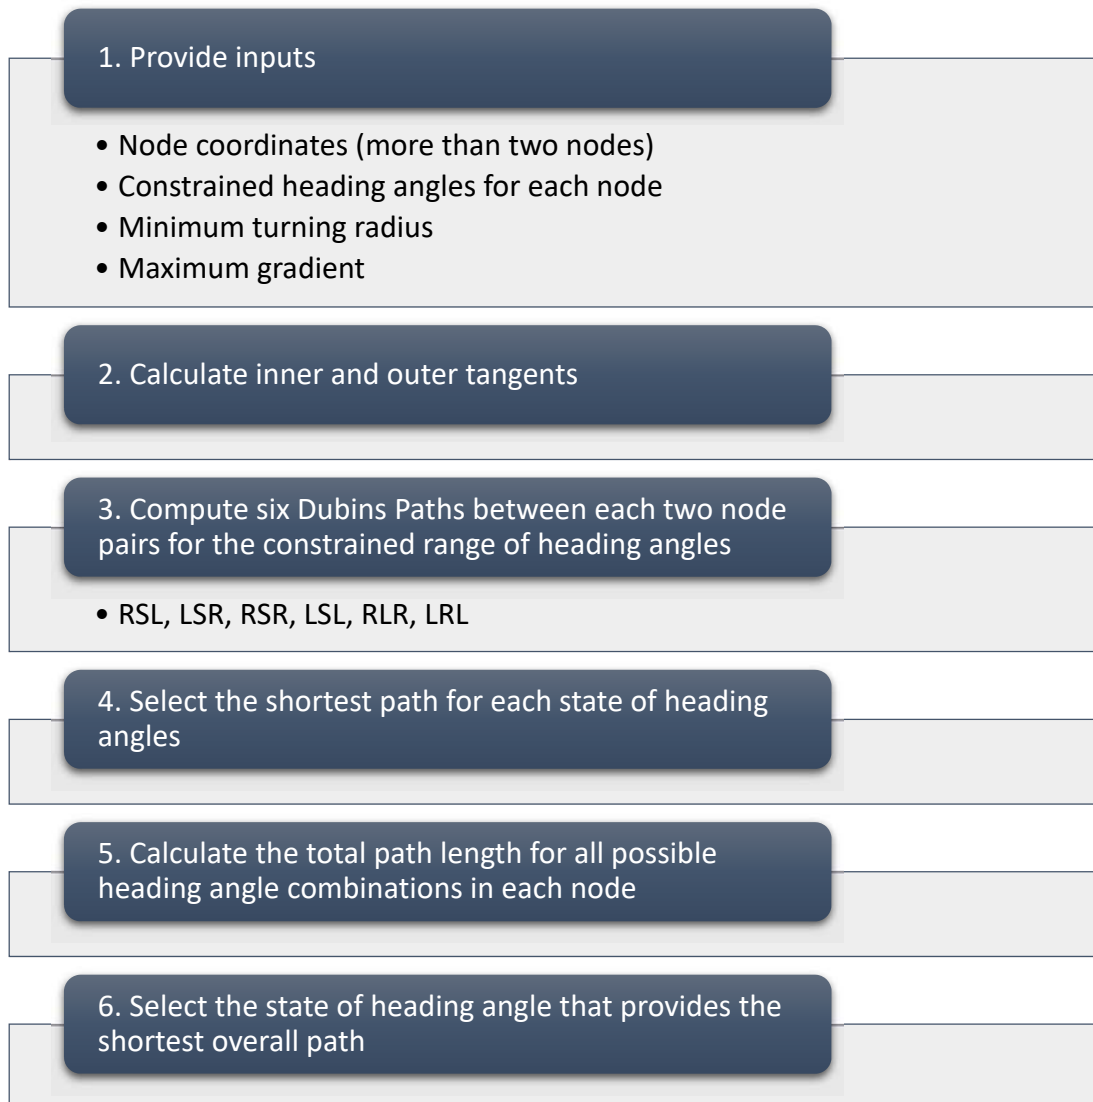 1. Provide inputs
• Node coordinates (more than two nodes)
• Constrained heading angles for each node
• Minimum turning radius
• Maximum gradient
2. Calculate inner and outer tangents
3. Compute six Dubins Paths between each two node
pairs for the constrained range of heading angles
• RSL, LSR, RSR, LSL, RLR, LRL
4. Select the shortest path for each state of heading
angles
5. Calculate the total path length for all possible
heading angle combinations in each node
6. Select the state of heading angle that provides the
shortest overall path